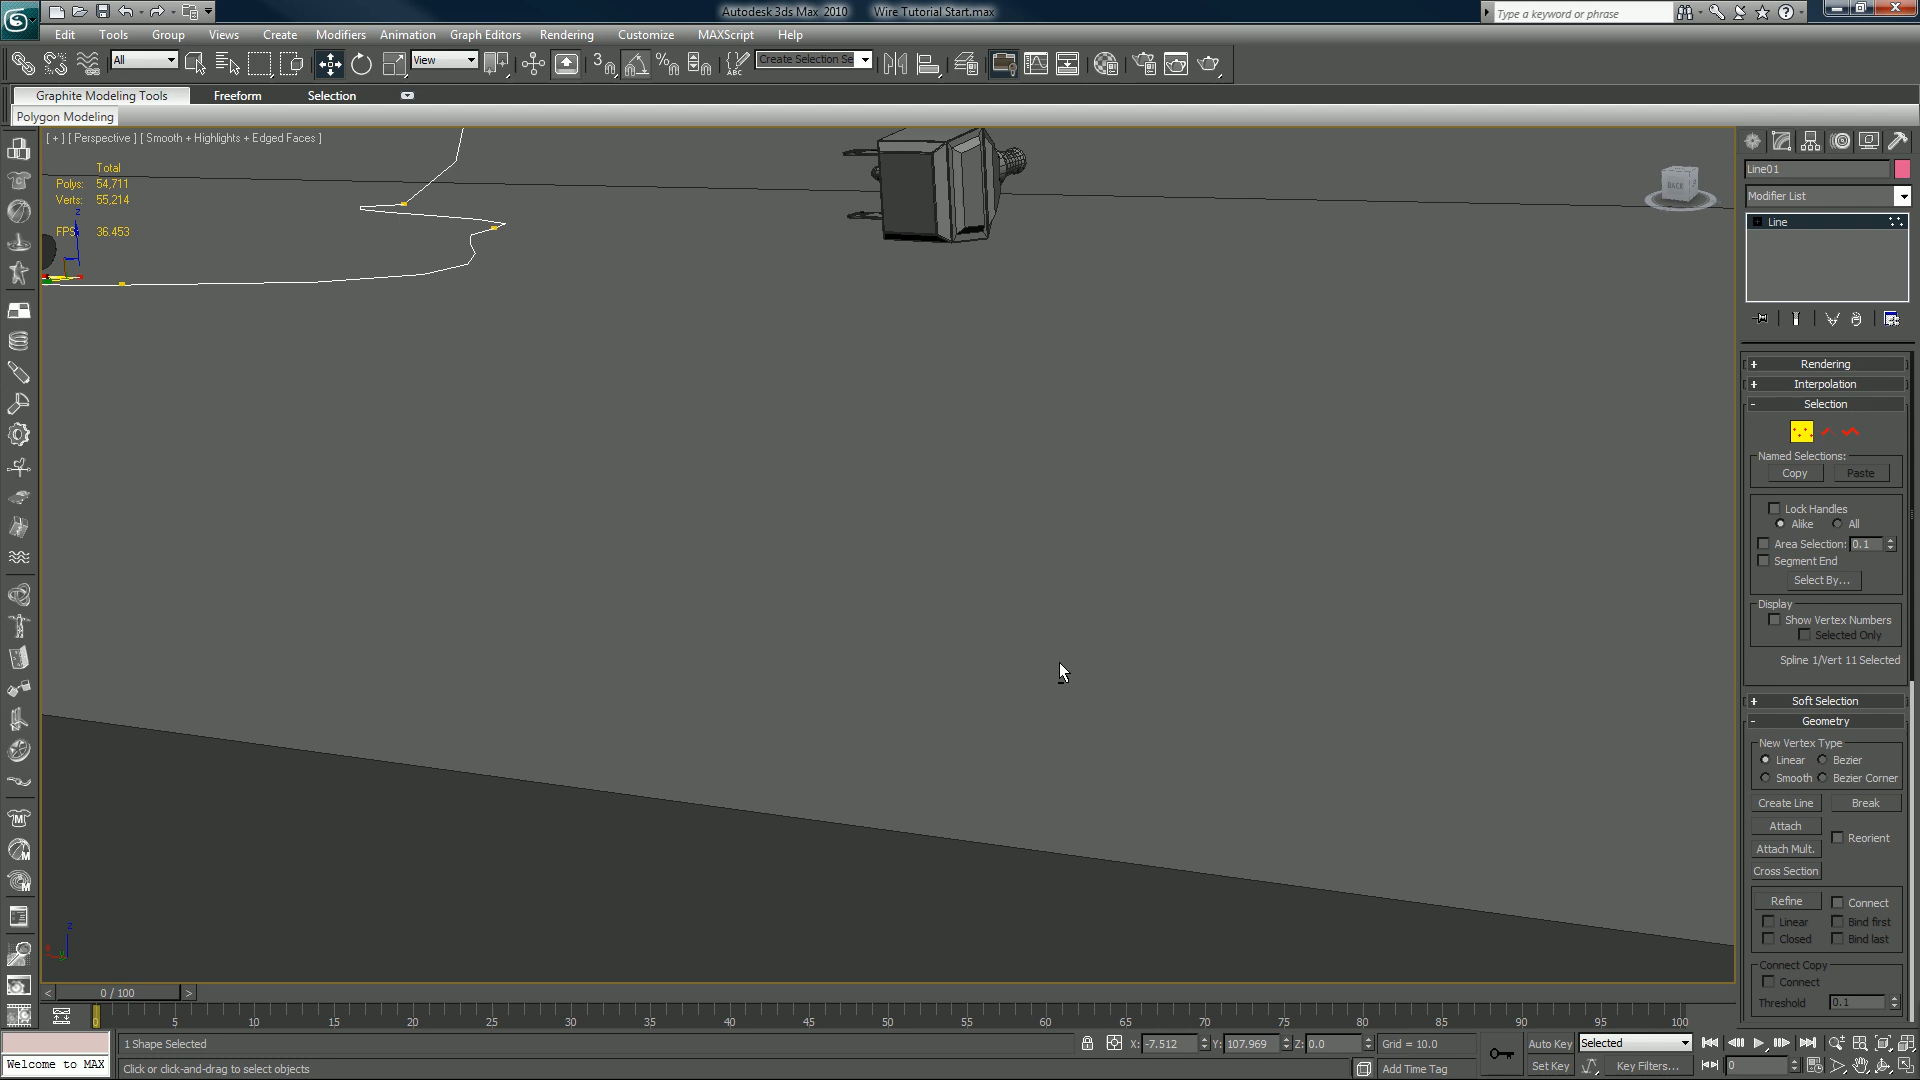 Autodesk 3ds Max 2010 Wire Tutorial Start.max
Type a keyword or phrase
Edit Tools Group Views Create Modifiers Animation Graph Editors Rendering Customize MAXScript Help
All View 3 ABC Create Selection Se
Graphite Modeling Tools Freeform Selection
Polygon Modeling
[ + ] [ Perspective ] [ Smooth + Highlights + Edged Faces ]
Total
Polys: 54,711
Verts: 55,214
FPS: 36.453
z
BACK
Line01
Modifier List
Line
+ Rendering
+ Interpolation
- Selection
Named Selections:
Copy Paste
Lock Handles
Alike All
Area Selection: 0.1
Segment End
Select By...
Display
Show Vertex Numbers
Selected Only
Spline 1/Vert 11 Selected
+ Soft Selection
- Geometry
New Vertex Type
Linear Bezier
Smooth Bezier Corner
Create Line Break
Attach
Reorient
Attach Mult.
Cross Section
Refine Connect
Linear Bind first
Closed Bind last
Connect Copy
Connect
Threshold 0.1
z
< 0 / 100 >
0 5 10 15 20 25 30 35 40 45 50 55 60 65 70 75 80 85 90 95 100
1 Shape Selected X: -7.512 Y: 107.969 Z: 0.0 Grid = 10.0 Auto Key Selected
Welcome to MAX Click or click-and-drag to select objects Add Time Tag Set Key Key Filters... 0